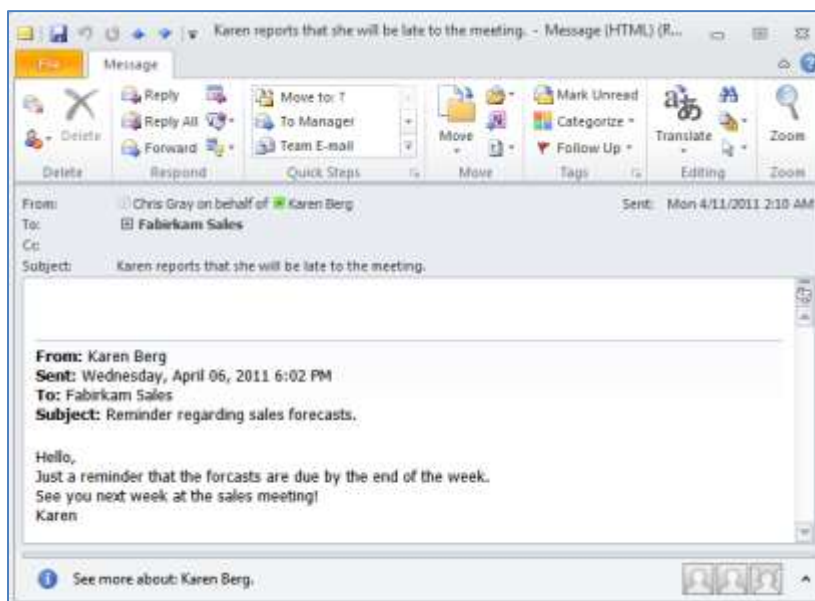 Karen reports that she will be late to the meeting. - Message (HTML) (R...
File Message
Reply Move to: ? Mark Unread
Delete Reply All To Manager Move Categorize Translate Zoom
Forward Team E-mail Follow Up
Delete Respond Quick Steps Move Tags Editing Zoom
From: Chris Gray on behalf of Karen Berg Sent: Mon 4/11/2011 2:10 AM
To: Fabirkam Sales
Cc:
Subject: Karen reports that she will be late to the meeting.
From: Karen Berg
Sent: Wednesday, April 06, 2011 6:02 PM
To: Fabirkam Sales
Subject: Reminder regarding sales forecasts.
Hello,
Just a reminder that the forcasts are due by the end of the week.
See you next week at the sales meeting!
Karen
See more about: Karen Berg.